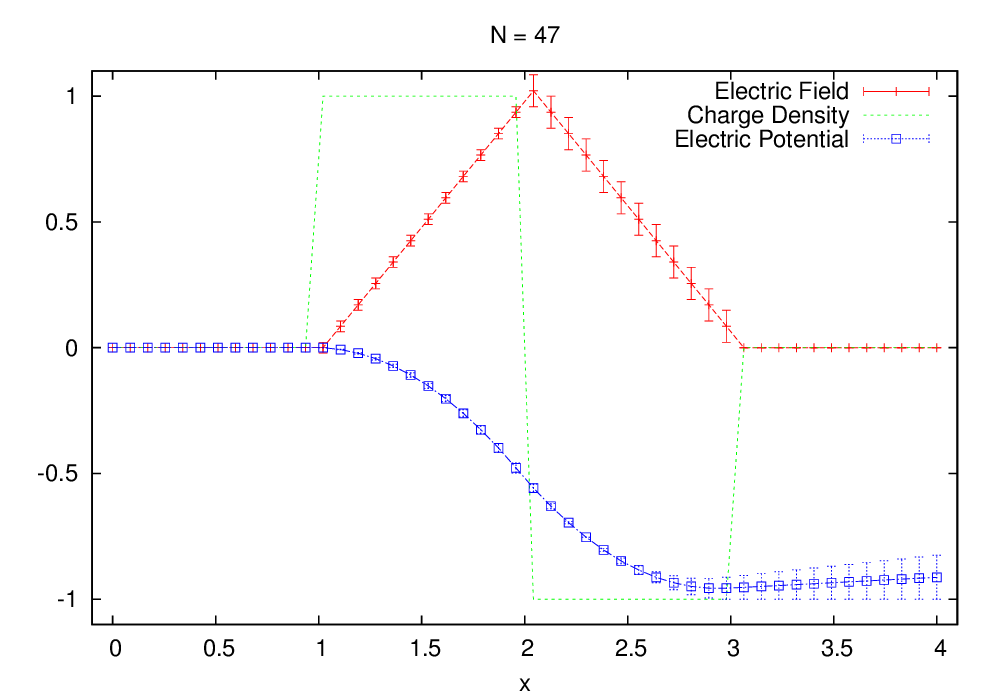 N = 47
Electric Field
Charge Density
Electric Potential
1
0.5
0
-0.5
-1
0 0.5 1 1.5 2 2.5 3 3.5 4
x